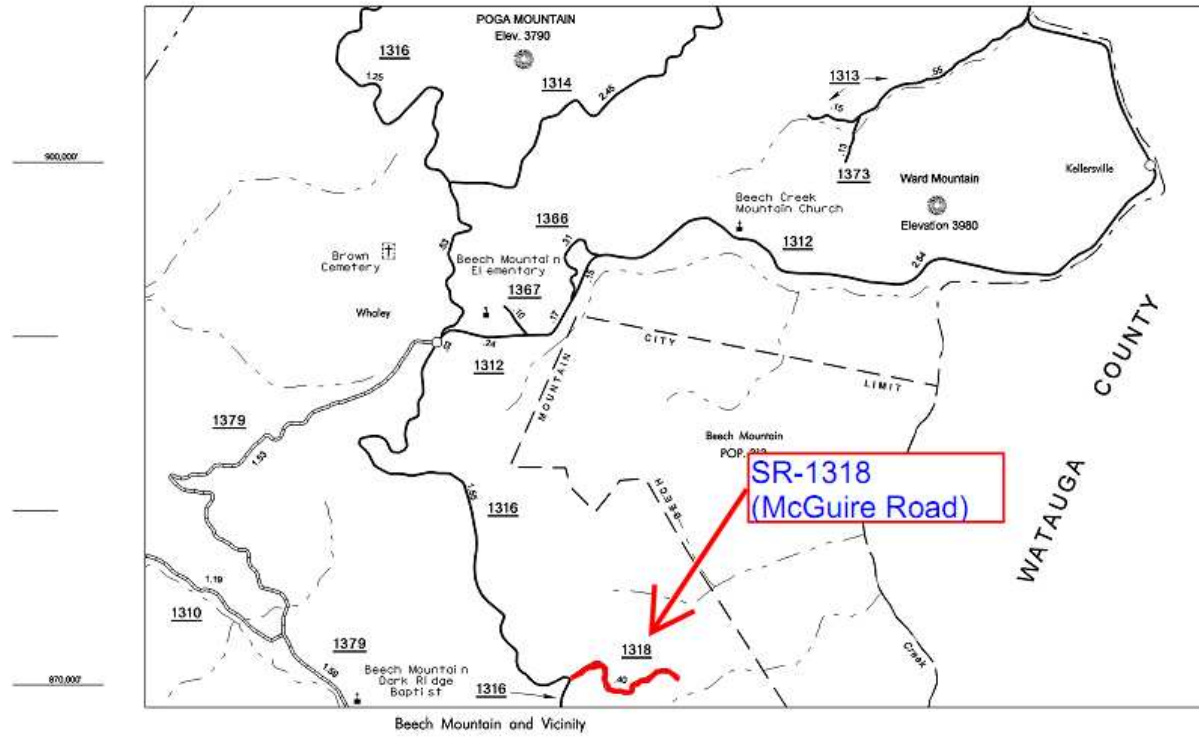 POGA MOUNTAIN
Elev. 3790
1316
1.25
1314
2.45
1313
.55
.15
.13
1373
900,000'
Ward Mountain
Elevation 3980
Kellersville
Beech Creek
Mountain Church
1312
2.54
1366
.31
.15
.53
Brown
Cemetery
Beech Mountain
Elementary
1367
.10
.17
Whaley
.24
1312
CITY
LIMIT
MOUNTAIN
WATAUGA COUNTY
1379
1.53
Beech Mountain
POP.
SR-1318
(McGuire Road)
BEECH
1316
1.19
1310
1318
.40
1379
1.50
Beech Mountain
Dark Ridge
Baptist
1316
Creek
870,000'
Beech Mountain and Vicinity